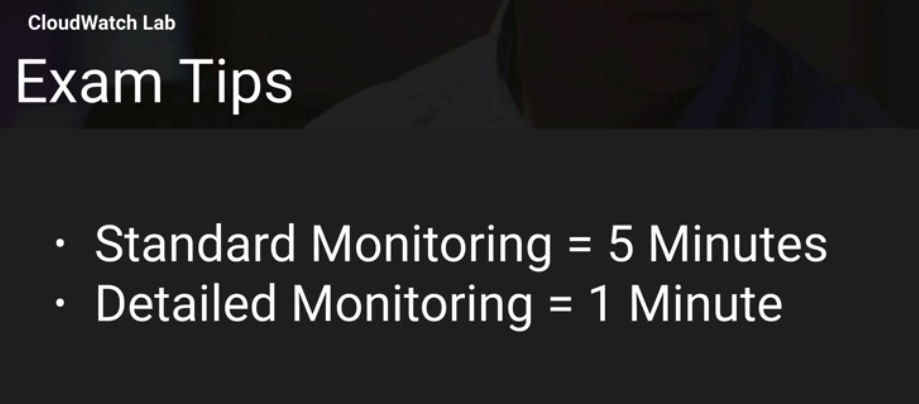 CloudWatch Lab
Exam Tips
• Standard Monitoring = 5 Minutes
• Detailed Monitoring = 1 Minute